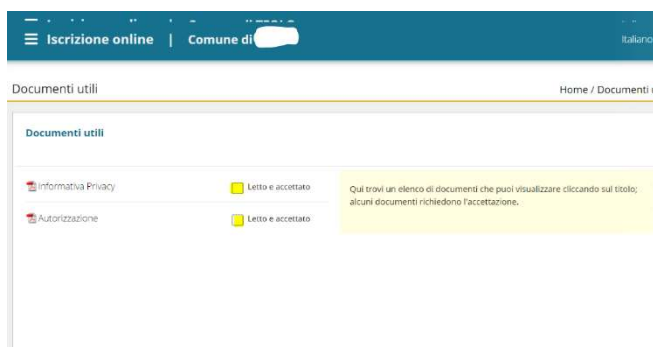 Iscrizione online | Comune di
Italiano
Documenti utili
Home / Documenti
Documenti utili
Informativa Privacy
Letto e accettato
Qui trovi un elenco di documenti che puoi visualizzare cliccando sul titolo;
alcuni documenti richiedono l'accettazione.
Autorizzazione
Letto e accettato